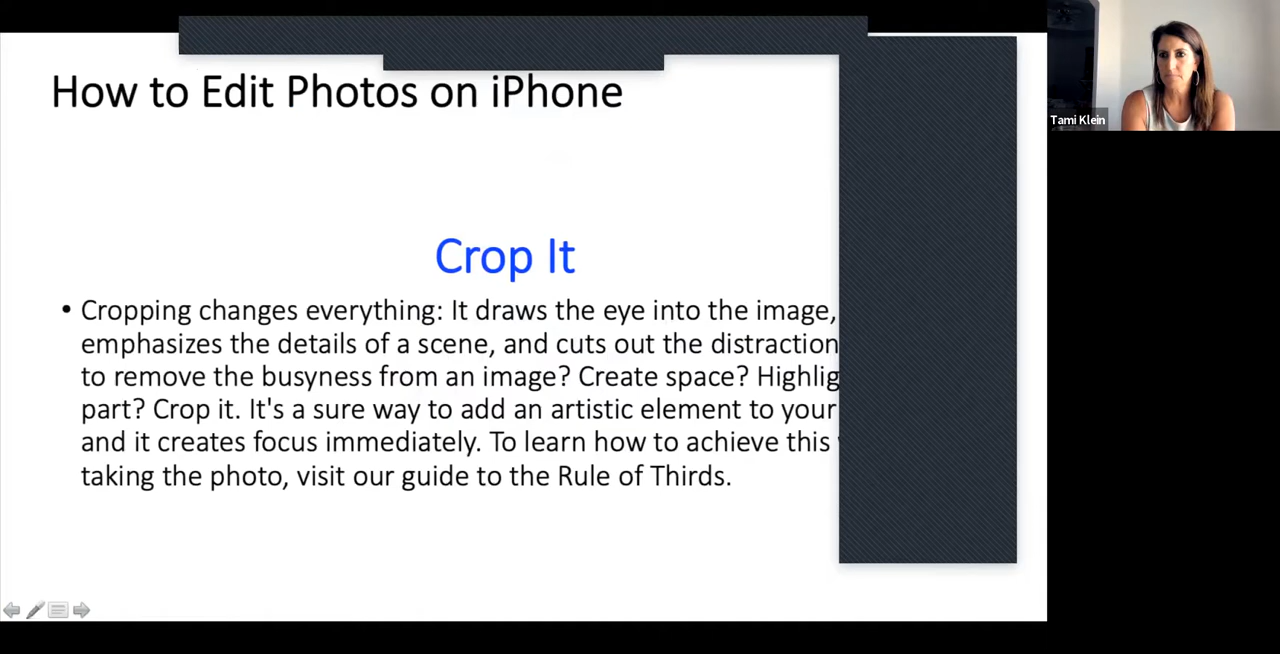 How to Edit Photos on iPhone
Tami Klein
Crop It
• Cropping changes everything: It draws the eye into the image,
emphasizes the details of a scene, and cuts out the distraction
to remove the busyness from an image? Create space? Highlig
part? Crop it. It's a sure way to add an artistic element to your
and it creates focus immediately. To learn how to achieve this
taking the photo, visit our guide to the Rule of Thirds.